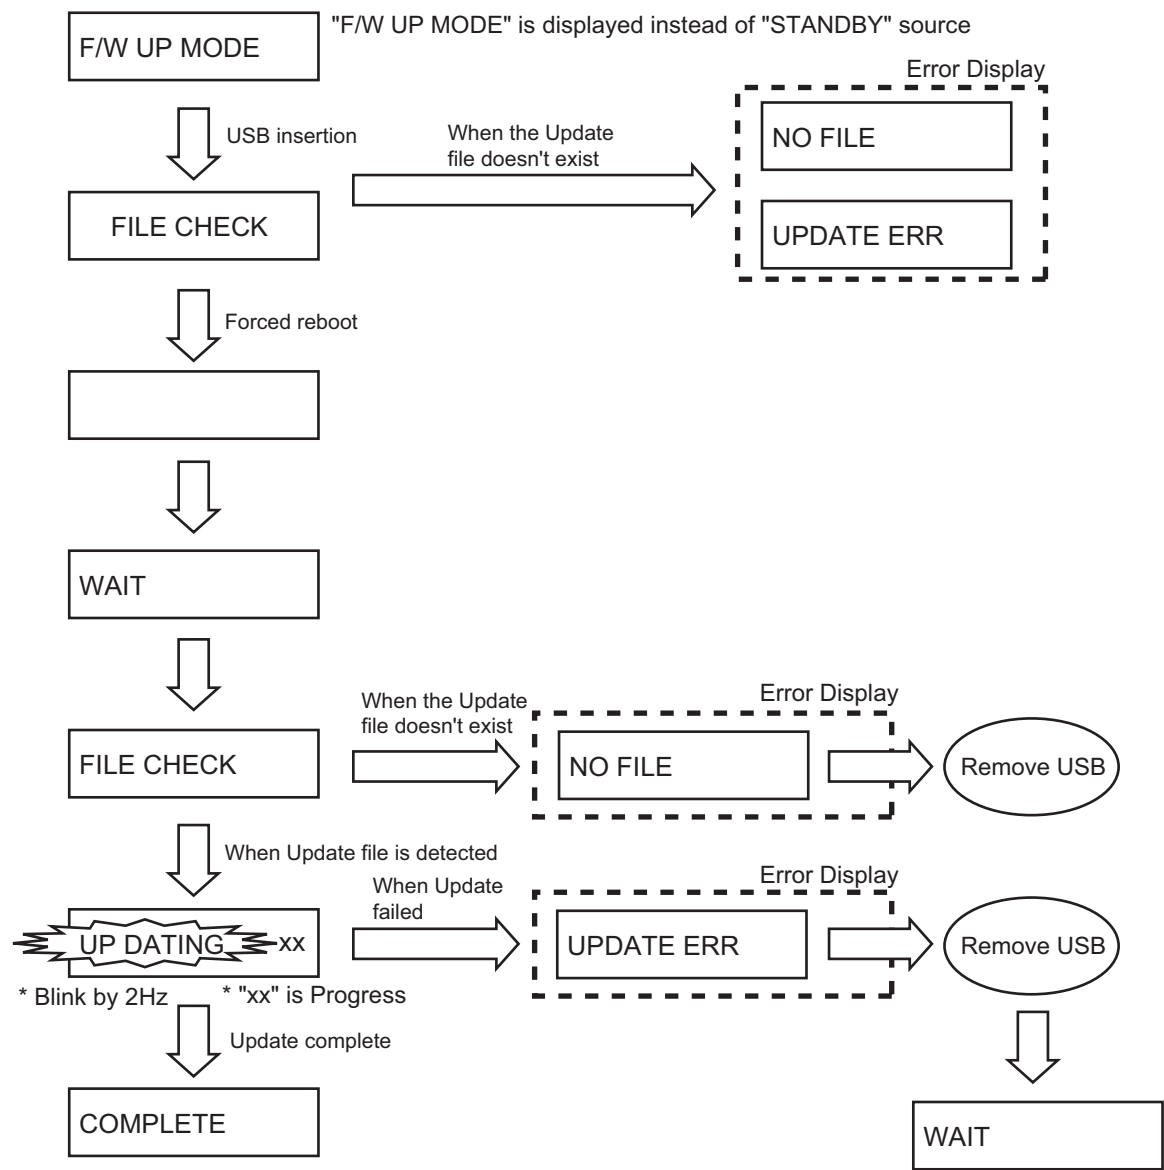 F/W UP MODE
"F/W UP MODE" is displayed instead of "STANDBY" source
Error Display
USB insertion
When the Update
file doesn't exist
NO FILE
FILE CHECK
UPDATE ERR
Forced reboot
WAIT
When the Update
file doesn't exist
Error Display
FILE CHECK
NO FILE
Remove USB
When Update file is detected
When Update
failed
Error Display
UP DATING xx
UPDATE ERR
Remove USB
* Blink by 2Hz
* "xx" is Progress
Update complete
COMPLETE
WAIT